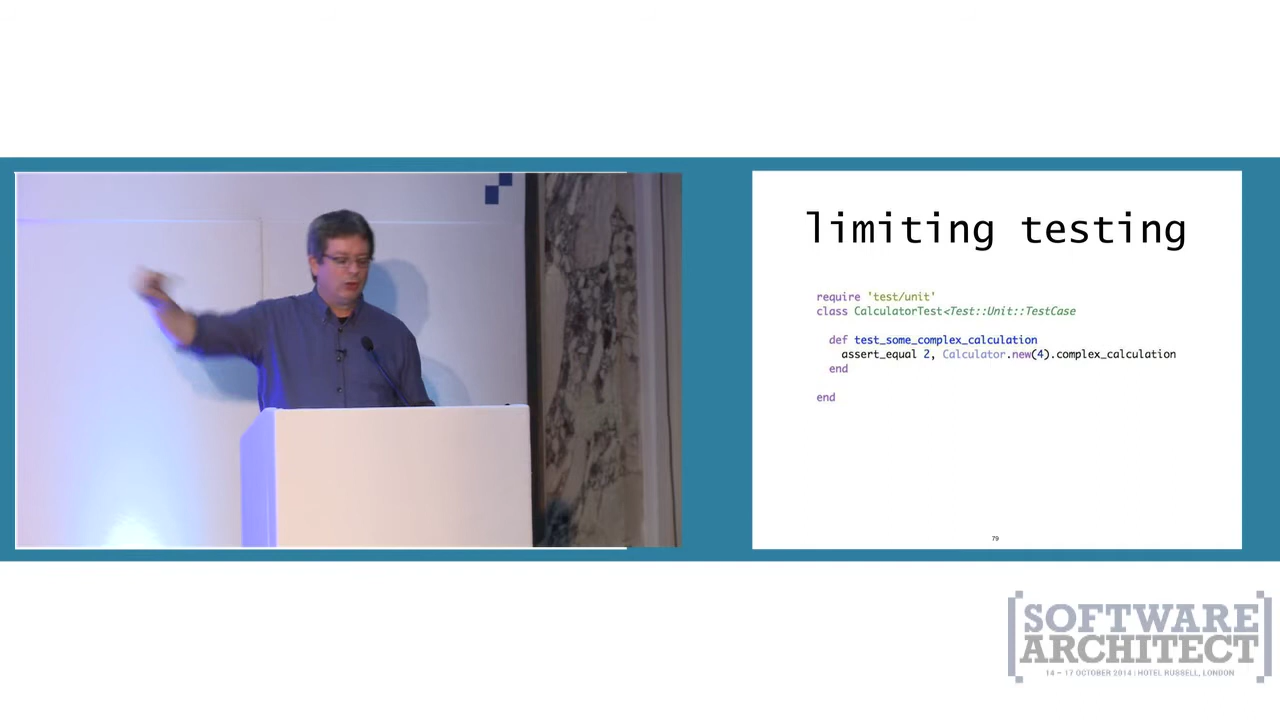 limiting testing
require 'test/unit'
class CalculatorTest<Test::Unit::TestCase
def test_some_complex_calculation
assert_equal 2, Calculator.new(4).complex_calculation
end
end
79
[SOFTWARE
ARCHITECT]
14 – 17 OCTOBER 2014 | HOTEL RUSSELL, LONDON